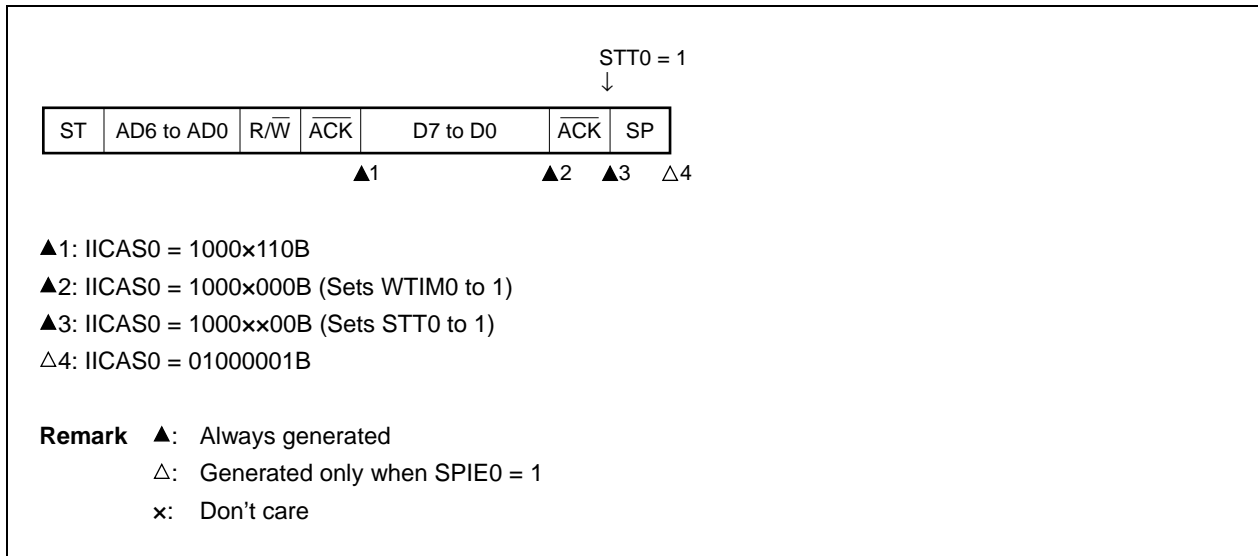 STT0 = 1
↓
ST AD6 to AD0 R/W̅ A̅C̅K̅ D7 to D0 A̅C̅K̅ SP
▲1 ▲2 ▲3 △4
▲1: IICAS0 = 1000×110B
▲2: IICAS0 = 1000×000B (Sets WTIM0 to 1)
▲3: IICAS0 = 1000××00B (Sets STT0 to 1)
△4: IICAS0 = 01000001B
Remark ▲: Always generated
△: Generated only when SPIE0 = 1
×: Don't care